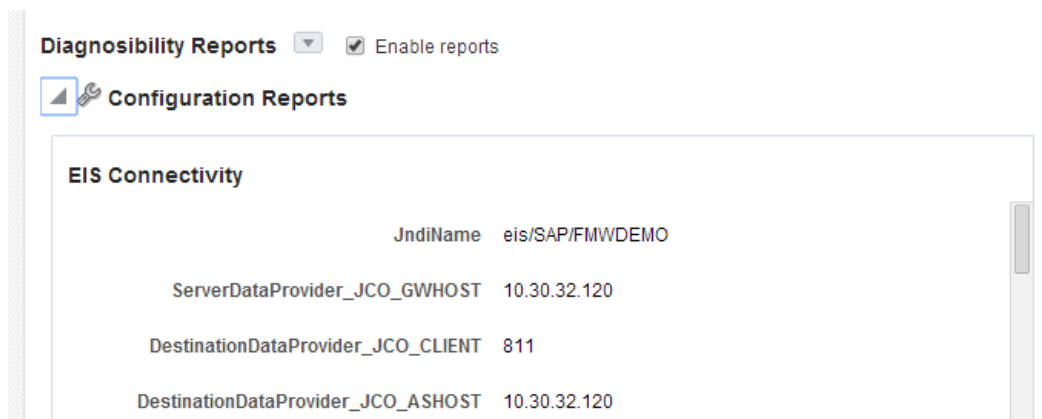 Diagnosibility Reports Enable reports
Configuration Reports
EIS Connectivity
JndiName eis/SAP/FMWDEMO
ServerDataProvider_JCO_GWHOST 10.30.32.120
DestinationDataProvider_JCO_CLIENT 811
DestinationDataProvider_JCO_ASHOST 10.30.32.120